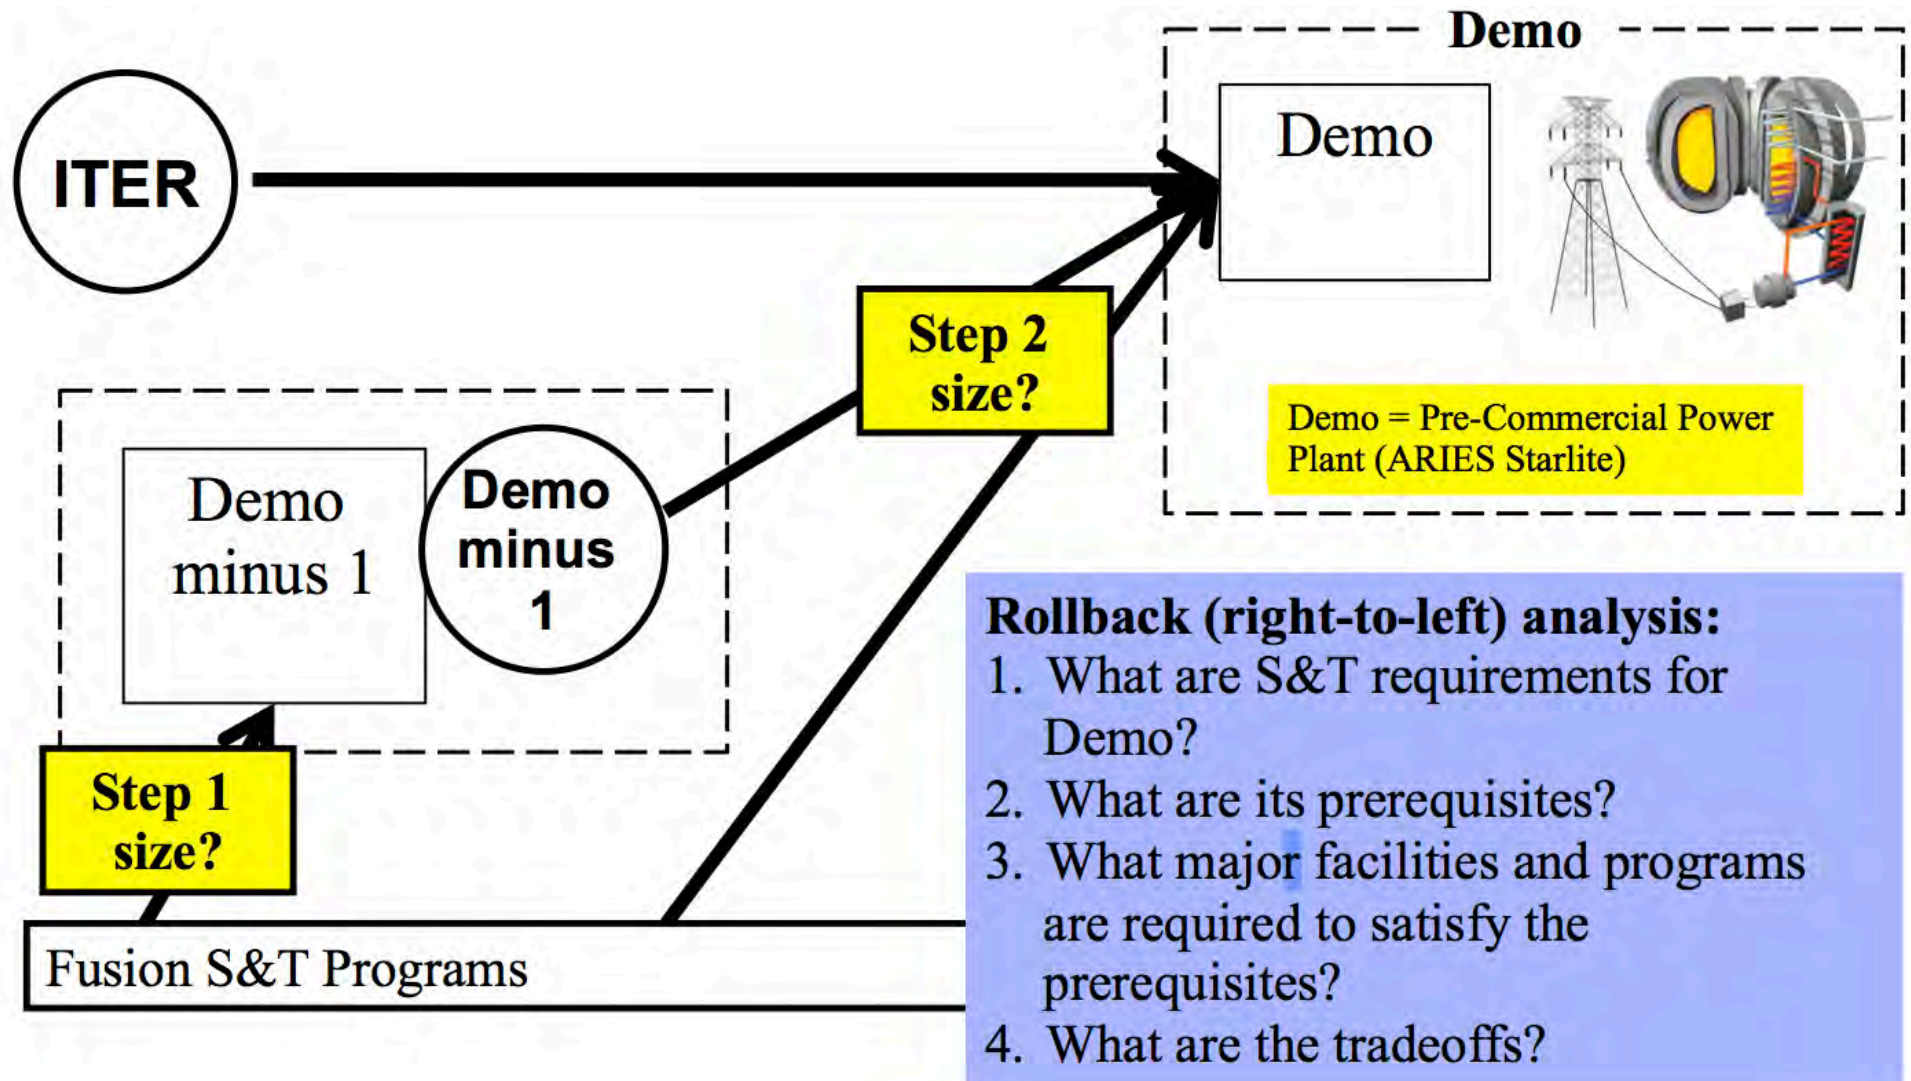 Demo
ITER
Demo
Step 2
size?
Demo = Pre-Commercial Power
Plant (ARIES Starlite)
Demo
minus 1
Demo
minus
1
Step 1
size?
Fusion S&T Programs
Rollback (right-to-left) analysis:
1. What are S&T requirements for
Demo?
2. What are its prerequisites?
3. What major facilities and programs
are required to satisfy the
prerequisites?
4. What are the tradeoffs?